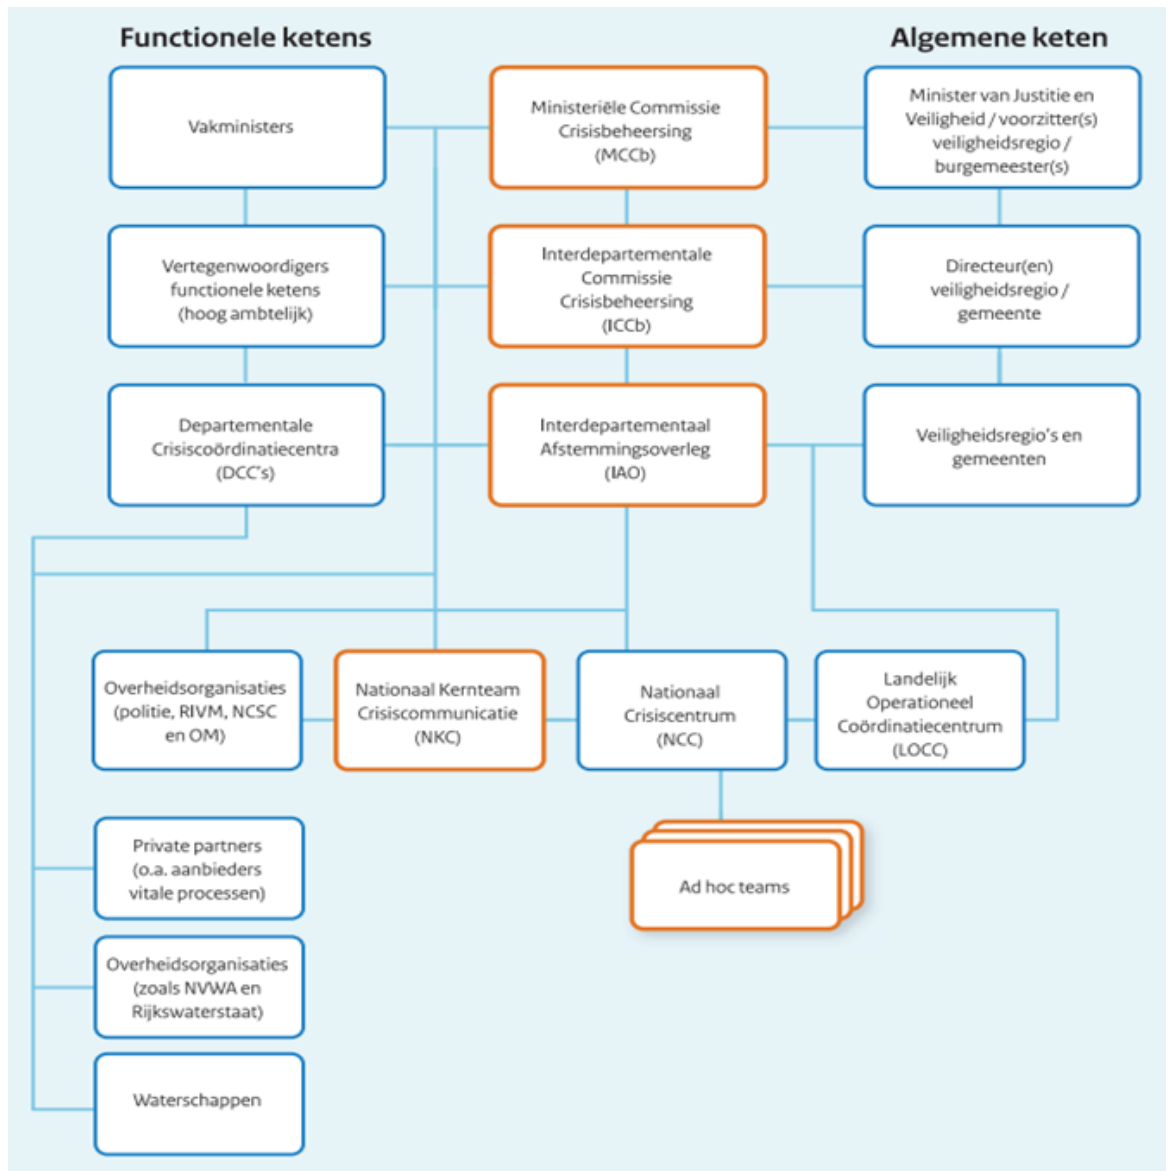 Functionele ketens
Algemene keten
Vakministers
Ministeriële Commissie
Crisisbeheersing
(MCCb)
Minister van Justitie en
Veiligheid / voorzitter(s)
veiligheidsregio /
burgemeester(s)
Vertegenwoordigers
functionele ketens
(hoog ambtelijk)
Interdepartementale
Commissie
Crisisbeheersing
(ICCb)
Directeur(en)
veiligheidsregio /
gemeente
Departementale
Crisiscoördinatiecentra
(DCC's)
Interdepartementaal
Afstemmingsoverleg
(IAO)
Veiligheidsregio's en
gemeenten
Overheidsorganisaties
(politie, RIVM, NCSC
en OM)
Nationaal Kernteam
Crisiscommunicatie
(NKC)
Nationaal
Crisiscentrum
(NCC)
Landelijk
Operationeel
Coördinatiecentrum
(LOCC)
Private partners
(o.a. aanbieders
vitale processen)
Ad hoc teams
Overheidsorganisaties
(zoals NVWA en
Rijkswaterstaat)
Waterschappen